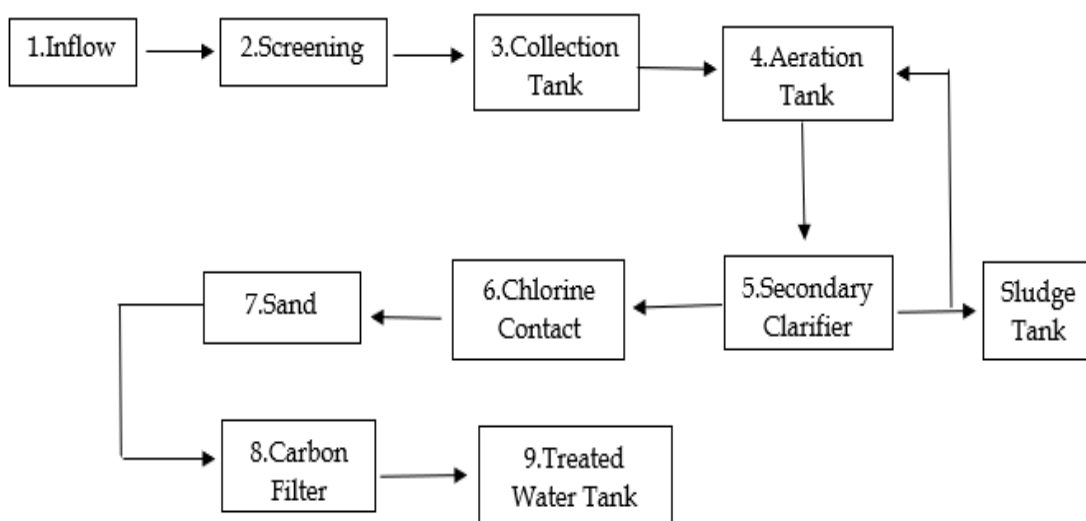 1.Inflow
2.Screening
3.Collection
Tank
4.Aeration
Tank
5.Secondary
Clarifier
Sludge
Tank
6.Chlorine
Contact
7.Sand
8.Carbon
Filter
9.Treated
Water Tank